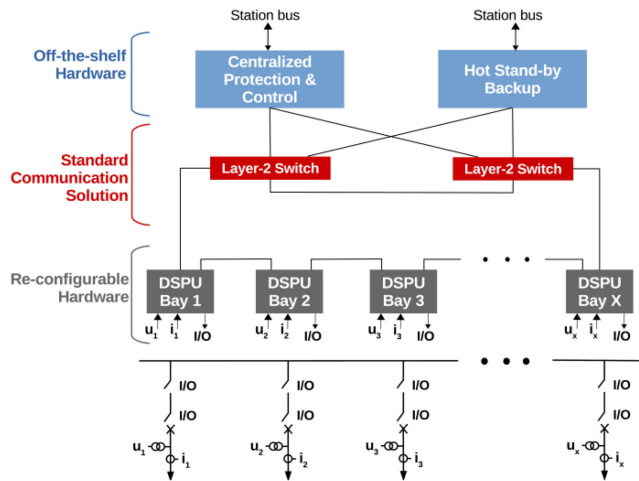 Station bus
Station bus
Off-the-shelf
Hardware
Centralized
Protection &
Control
Hot Stand-by
Backup
Standard
Communication
Solution
Layer-2 Switch
Layer-2 Switch
Re-configurable
Hardware
DSPU
Bay 1
DSPU
Bay 2
DSPU
Bay 3
DSPU
Bay X
u1 i1 I/O
u2 i2 I/O
u3 i3 I/O
ux ix I/O
I/O
I/O
I/O
I/O
I/O
I/O
I/O
I/O
u1 i1
u2 i2
u3 i3
ux ix